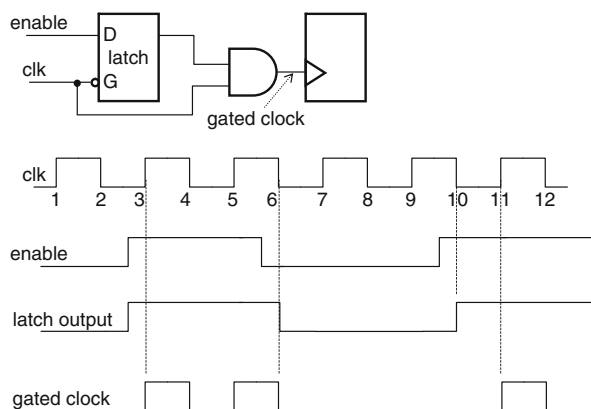 enable
D
latch
clk
G
gated clock
clk
1 2 3 4 5 6 7 8 9 10 11 12
enable
latch output
gated clock